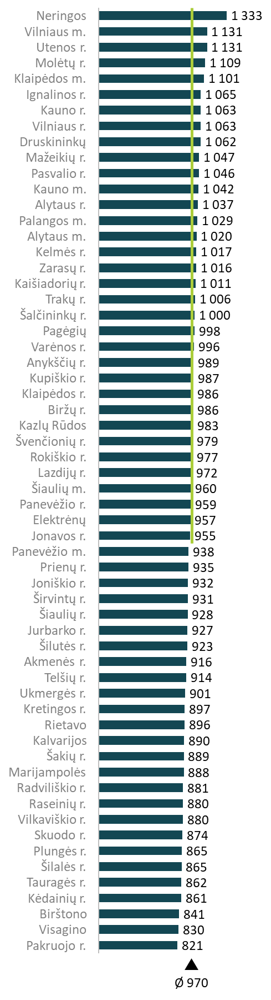 Neringos 1 333
Vilniaus m. 1 131
Utenos r. 1 131
Molėtų r. 1 109
Klaipėdos m. 1 101
Ignalinos r. 1 065
Kauno r. 1 063
Vilniaus r. 1 063
Druskininkų 1 062
Mažeikių r. 1 047
Pasvalio r. 1 046
Kauno m. 1 042
Alytaus r. 1 037
Palangos m. 1 029
Alytaus m. 1 020
Kelmės r. 1 017
Zarasų r. 1 016
Kaišiadorių r. 1 011
Trakų r. 1 006
Šalčininkų r. 1 000
Pagėgių 998
Varėnos r. 996
Anykščių r. 989
Kupiškio r. 987
Klaipėdos r. 986
Biržų r. 986
Kazlų Rūdos 983
Švenčionių r. 979
Rokiškio r. 977
Lazdijų r. 972
Šiaulių m. 960
Panevėžio r. 959
Elektrėnų 957
Jonavos r. 955
Panevėžio m. 938
Prienų r. 935
Joniškio r. 932
Širvintų r. 931
Šiaulių r. 928
Jurbarko r. 927
Šilutės r. 923
Akmenės r. 916
Telšių r. 914
Ukmergės r. 901
Kretingos r. 897
Rietavo 896
Kalvarijos 890
Šakių r. 889
Marijampolės 888
Radviliškio r. 881
Raseinių r. 880
Vilkaviškio r. 880
Skuodo r. 874
Plungės r. 865
Šilalės r. 865
Tauragės r. 862
Kėdainių r. 861
Birštono 841
Visagino 830
Pakruojo r. 821
Ø 970